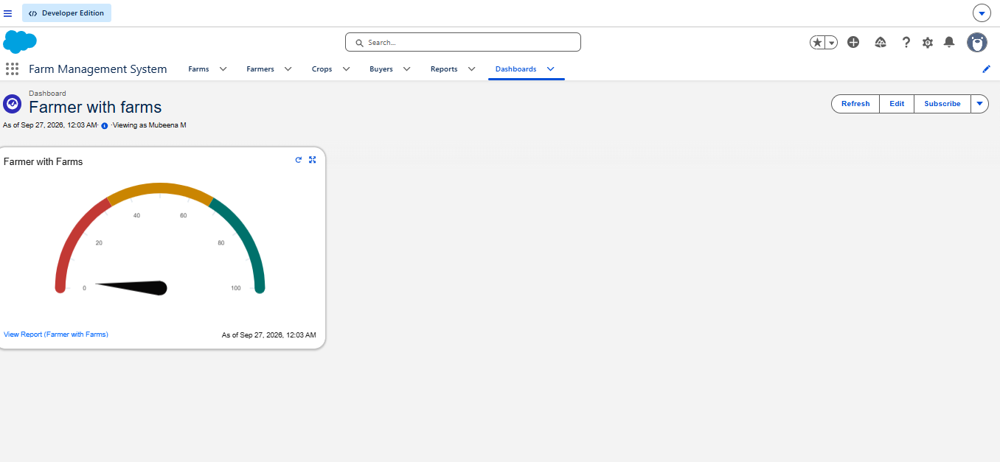 Developer Edition
Search...
Farm Management System
Farms
Farmers
Crops
Buyers
Reports
Dashboards
Dashboard
Farmer with farms
Refresh
Edit
Subscribe
As of Sep 27, 2026, 12:03 AM· ·Viewing as Mubeena M
Farmer with Farms
40
60
20
80
0
100
View Report (Farmer with Farms)
As of Sep 27, 2026, 12:03 AM